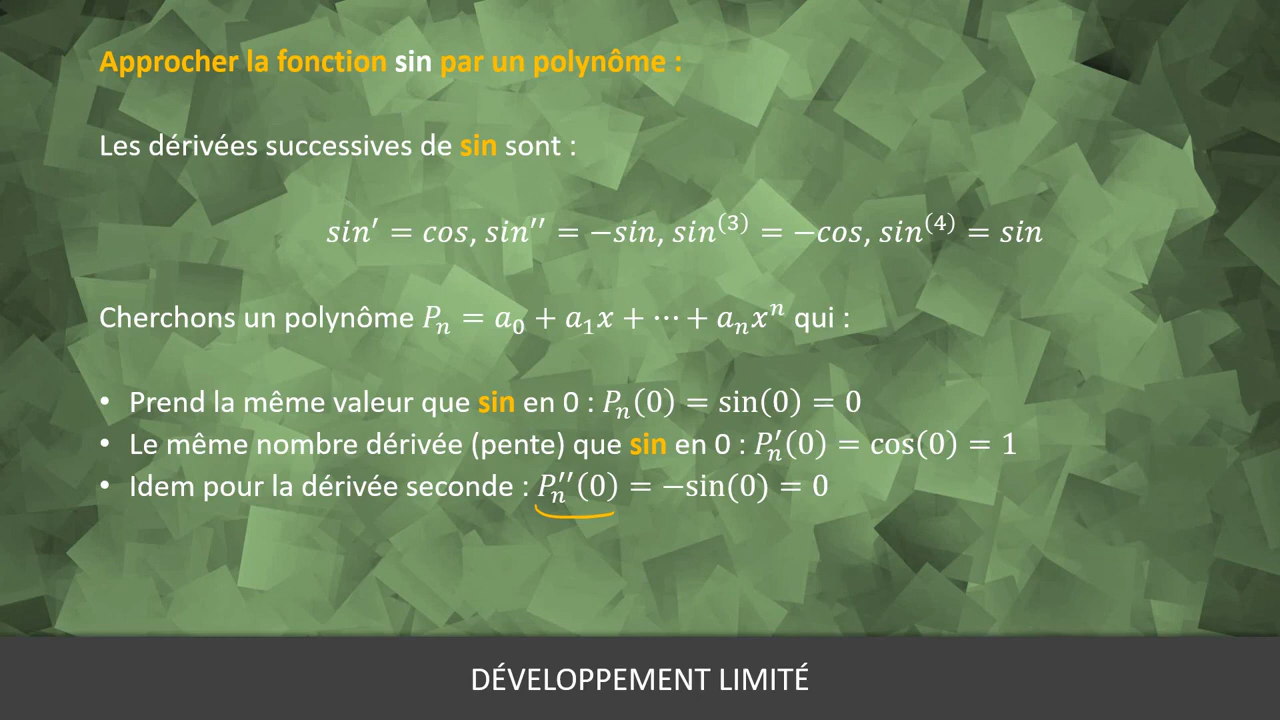 Approcher la fonction sin par un polynôme :
Les dérivées successives de sin sont :
sin′ = cos, sin′′ = −sin, sin⁽³⁾ = −cos, sin⁽⁴⁾ = sin
Cherchons un polynôme Pₙ = a₀ + a₁x + ⋯ + aₙxⁿ qui :
• Prend la même valeur que sin en 0 : Pₙ(0) = sin(0) = 0
• Le même nombre dérivée (pente) que sin en 0 : Pₙ′(0) = cos(0) = 1
• Idem pour la dérivée seconde : Pₙ′′(0) = −sin(0) = 0
DÉVELOPPEMENT LIMITÉ